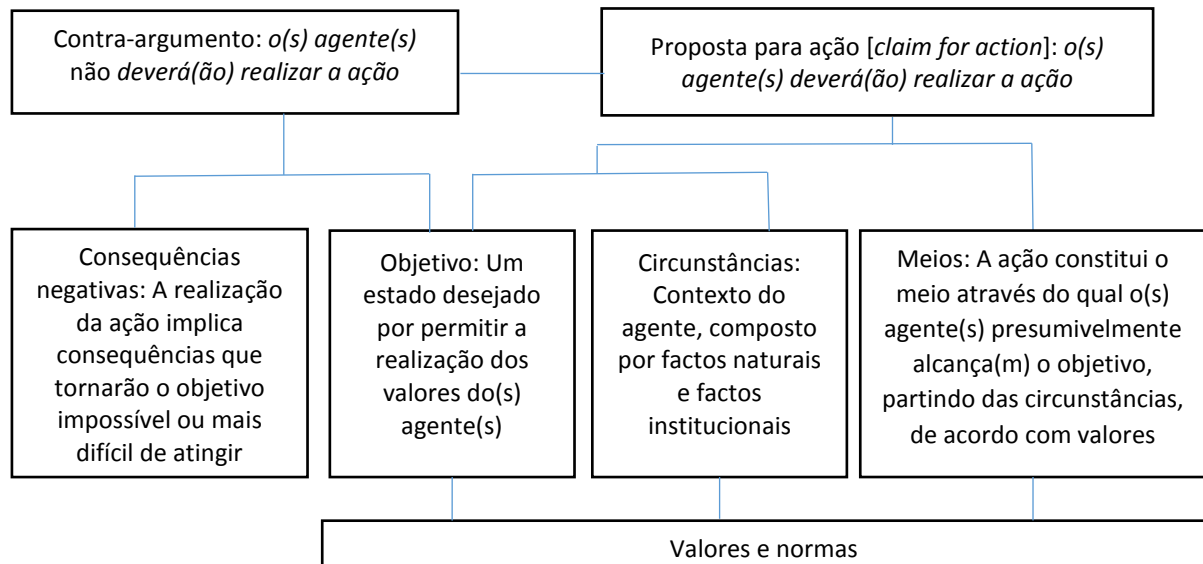 Contra-argumento: o(s) agente(s)
não deverá(ão) realizar a ação
Proposta para ação [claim for action]: o(s)
agente(s) deverá(ão) realizar a ação
Consequências
negativas: A realização
da ação implica
consequências que
tornarão o objetivo
impossível ou mais
difícil de atingir
Objetivo: Um
estado desejado
por permitir a
realização dos
valores do(s)
agente(s)
Circunstâncias:
Contexto do
agente, composto
por factos naturais
e factos
institucionais
Meios: A ação constitui o
meio através do qual o(s)
agente(s) presumivelmente
alcança(m) o objetivo,
partindo das circunstâncias,
de acordo com valores
Valores e normas